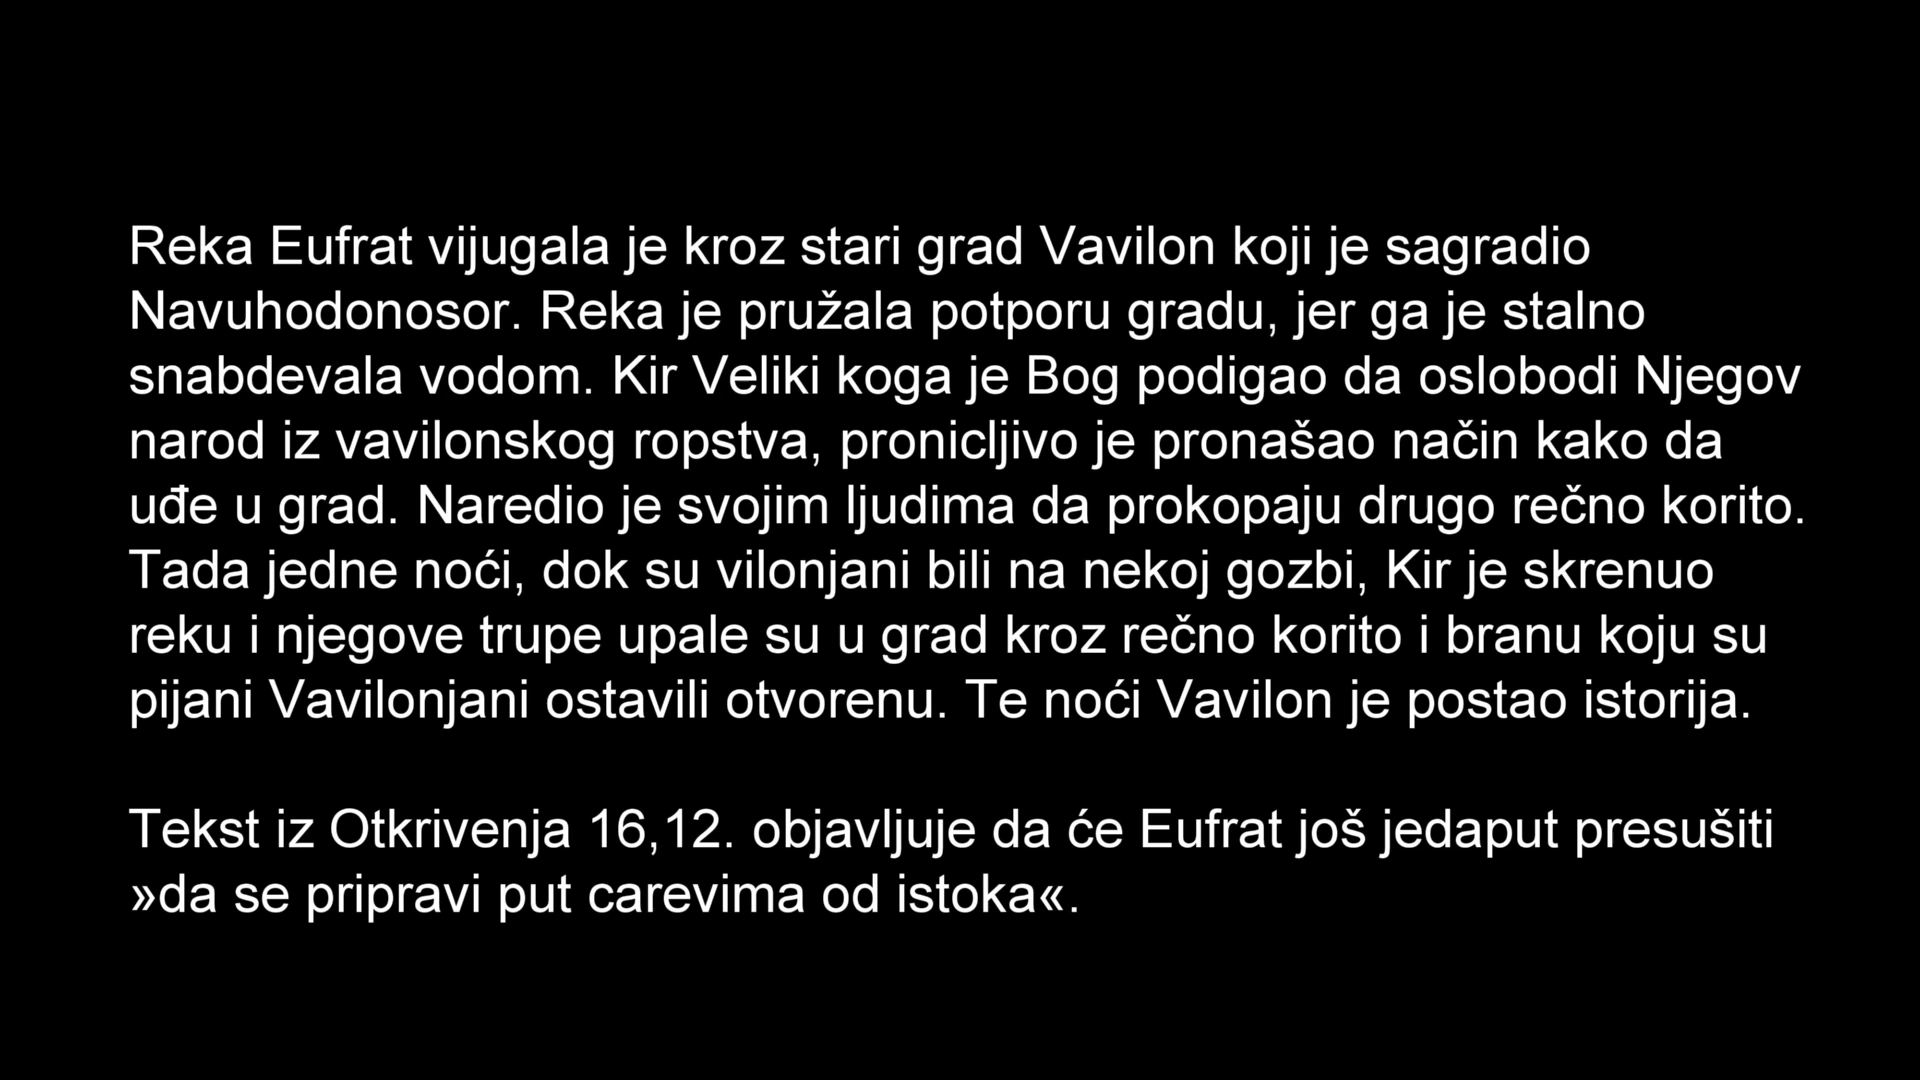 Reka Eufrat vijugala je kroz stari grad Vavilon koji je sagradio
Navuhodonosor. Reka je pružala potporu gradu, jer ga je stalno
snabdevala vodom. Kir Veliki koga je Bog podigao da oslobodi Njegov
narod iz vavilonskog ropstva, pronicljivo je pronašao način kako da
uđe u grad. Naredio je svojim ljudima da prokopaju drugo rečno korito.
Tada jedne noći, dok su vilonjani bili na nekoj gozbi, Kir je skrenuo
reku i njegove trupe upale su u grad kroz rečno korito i branu koju su
pijani Vavilonjani ostavili otvorenu. Te noći Vavilon je postao istorija.
Tekst iz Otkrivenja 16,12. objavljuje da će Eufrat još jedaput presušiti
»da se pripravi put carevima od istoka«.